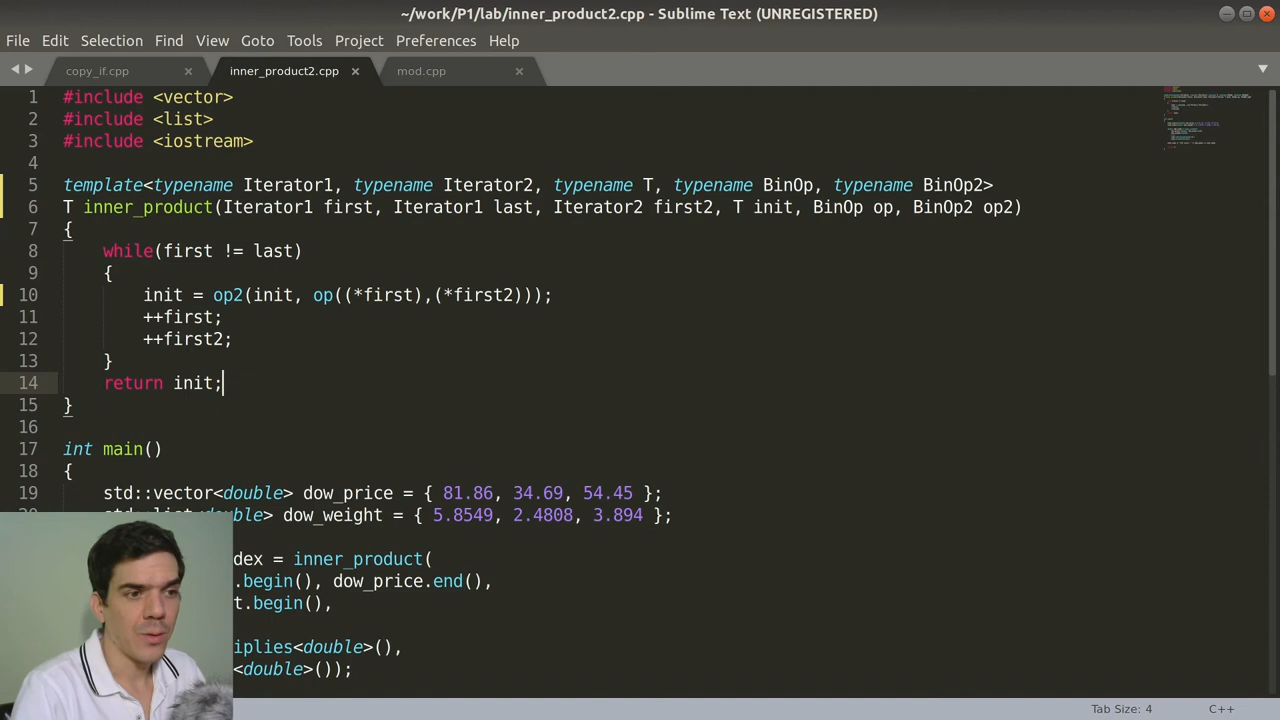 ~/work/P1/lab/inner_product2.cpp - Sublime Text (UNREGISTERED)
File Edit Selection Find View Goto Tools Project Preferences Help
copy_if.cpp inner_product2.cpp mod.cpp
1 #include <vector>
2 #include <list>
3 #include <iostream>
4
5 template<typename Iterator1, typename Iterator2, typename T, typename BinOp, typename BinOp2>
6 T inner_product(Iterator1 first, Iterator1 last, Iterator2 first2, T init, BinOp op, BinOp2 op2)
7 {
8 while(first != last)
9 {
10 init = op2(init, op((*first),(*first2)));
11 ++first;
12 ++first2;
13 }
14 return init;
15 }
16
17 int main()
18 {
19 std::vector<double> dow_price = { 81.86, 34.69, 54.45 };
dow_weight = { 5.8549, 2.4808, 3.894 };
dex = inner_product(
.begin(), dow_price.end(),
t.begin(),
iplies<double>(),
<double>());
Tab Size: 4 C++